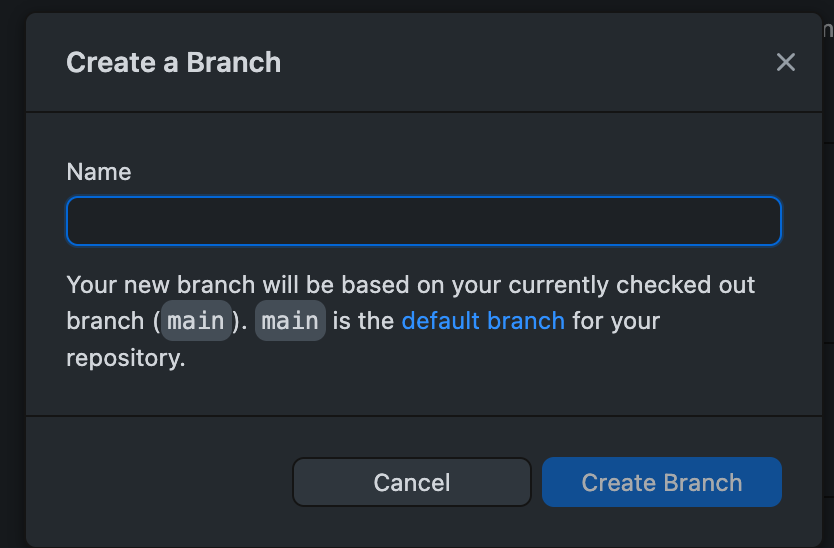 Create a Branch
Name
Your new branch will be based on your currently checked out
branch (main). main is the default branch for your
repository.
Cancel
Create Branch